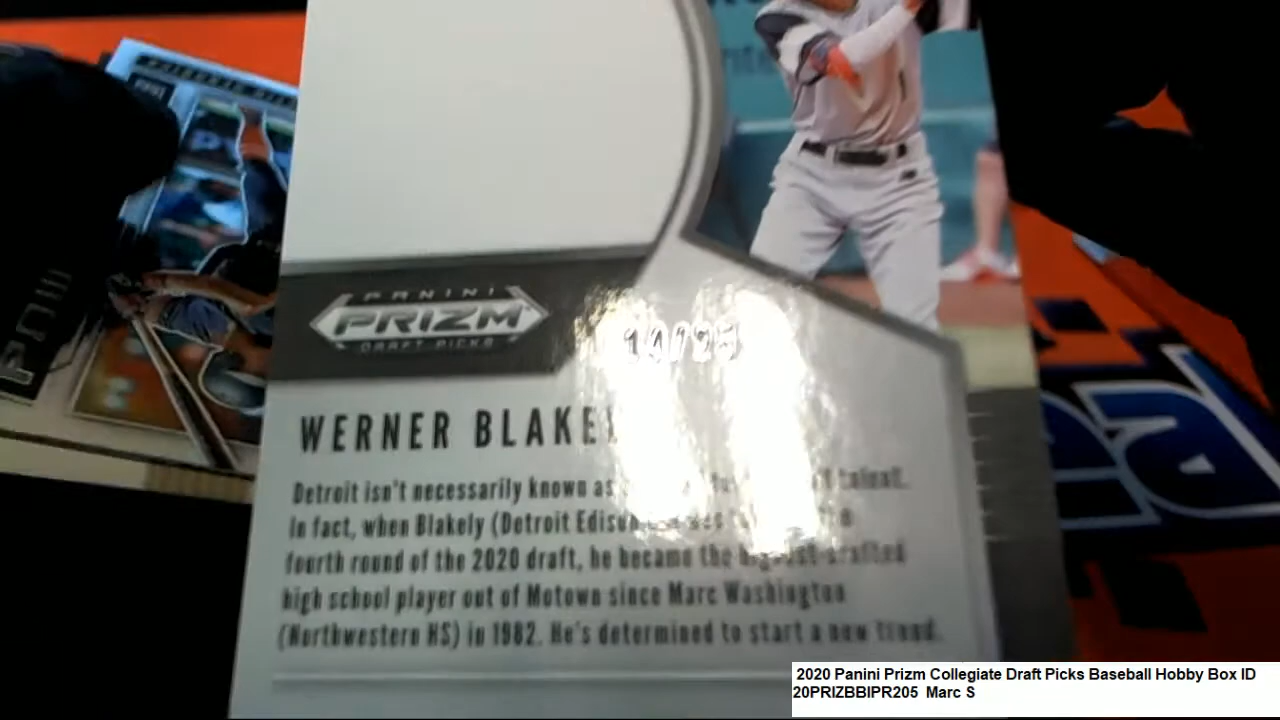 PANINI
PRIZM
DRAFT PICKS
WERNER BLAKE
Detroit isn't necessarily known as talent.
In fact, when Blakely (Detroit Edison
fourth round of the 2020 draft, he became the highest-drafted
high school player out of Motown since Marc Washington
(Northwestern HS) in 1982. He's determined to start a new trend.
2020 Panini Prizm Collegiate Draft Picks Baseball Hobby Box ID
20PRIZBBIPR205 Marc S